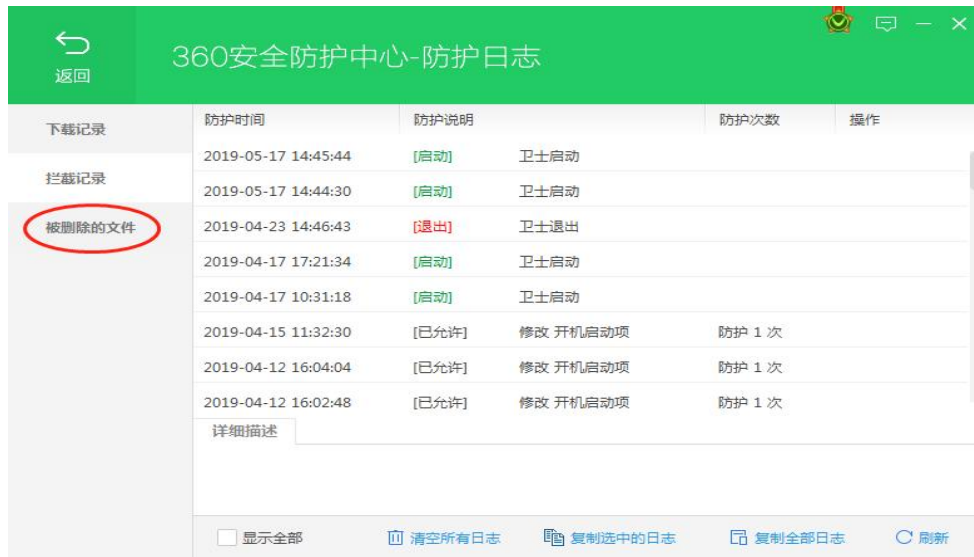 返回
360安全防护中心-防护日志
下载记录
拦截记录
被删除的文件
防护时间 防护说明 防护次数 操作
2019-05-17 14:45:44 [启动] 卫士启动
2019-05-17 14:44:30 [启动] 卫士启动
2019-04-23 14:46:43 [退出] 卫士退出
2019-04-17 17:21:34 [启动] 卫士启动
2019-04-17 10:31:18 [启动] 卫士启动
2019-04-15 11:32:30 [已允许] 修改 开机启动项 防护 1 次
2019-04-12 16:04:04 [已允许] 修改 开机启动项 防护 1 次
2019-04-12 16:02:48 [已允许] 修改 开机启动项 防护 1 次
详细描述
显示全部 清空所有日志 复制选中的日志 复制全部日志 刷新